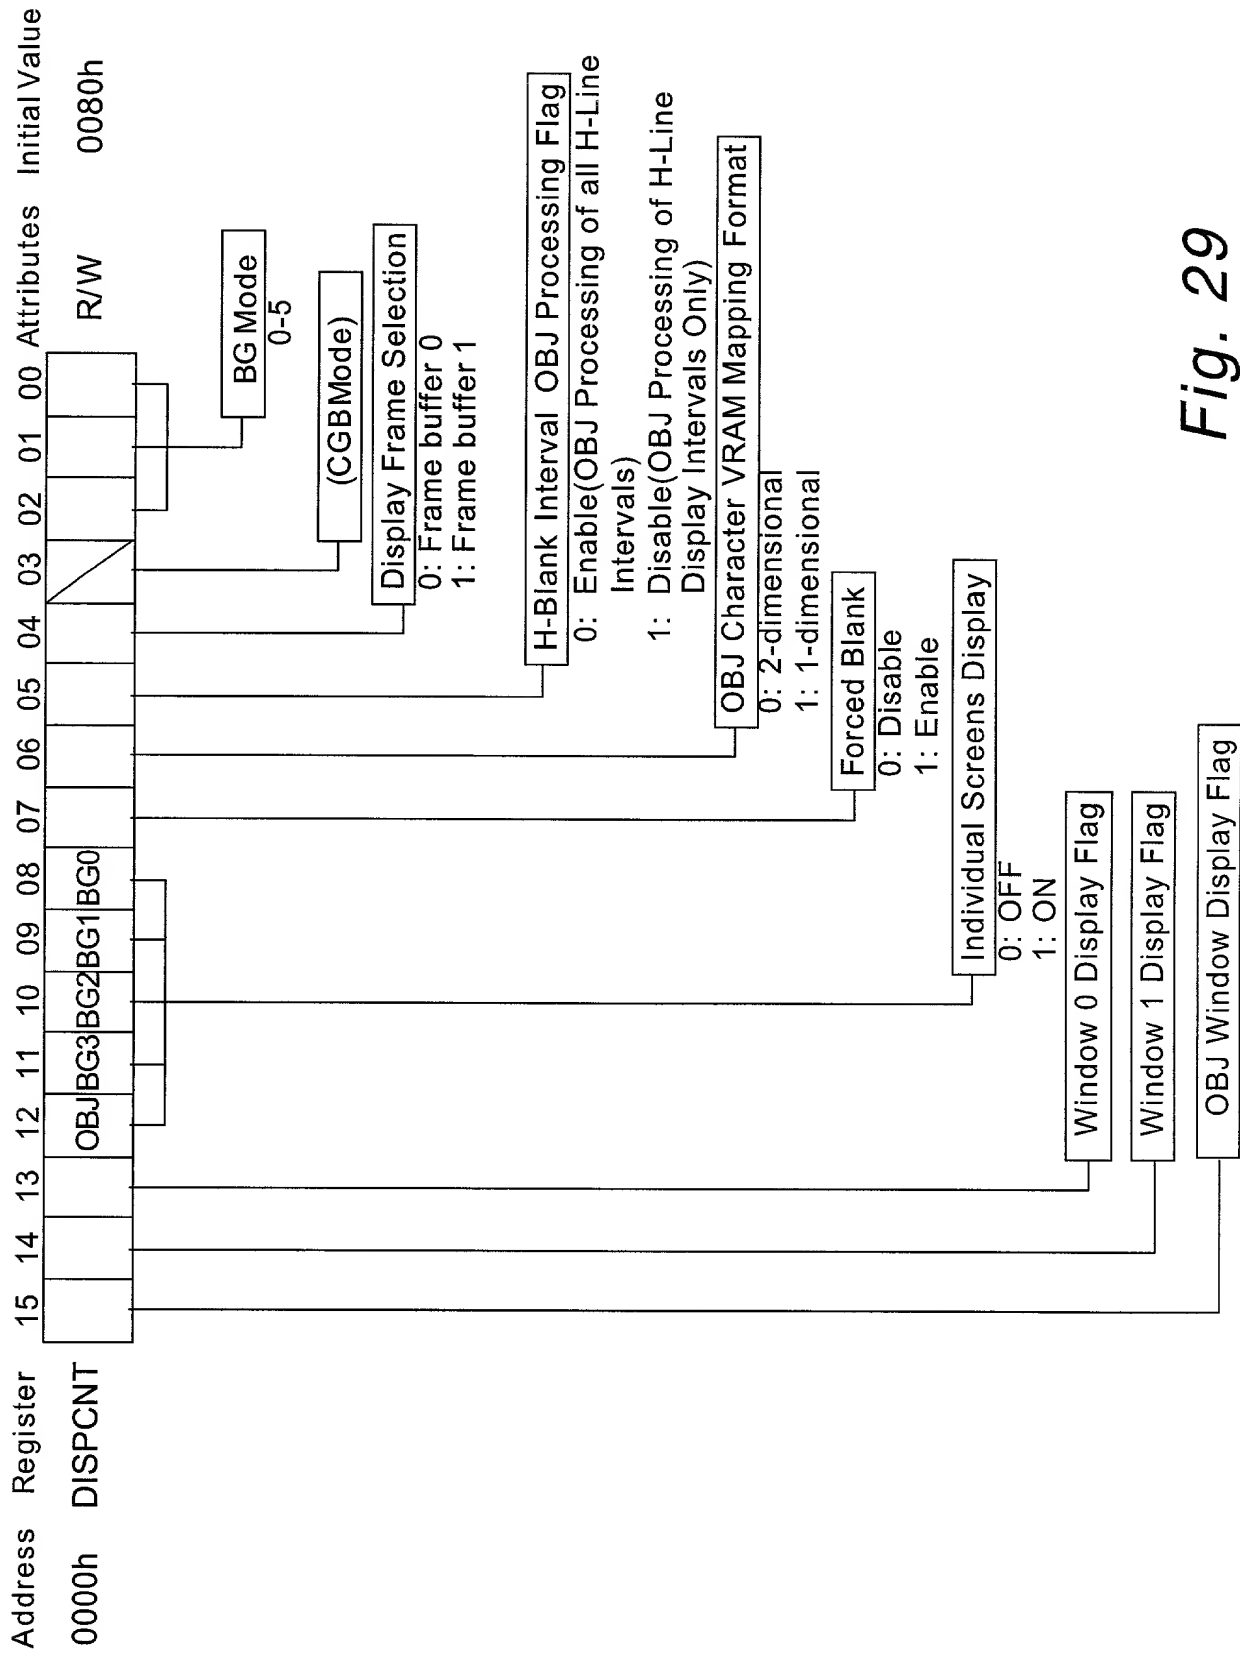 Address Register 15 14 13 12 11 10 09 08 07 06 05 04 03 02 01 00 Attributes Initial Value
0000h DISPCNT OBJ BG3 BG2 BG1 BG0 R/W 0080h
BG Mode
0-5
(CGBMode)
Display Frame Selection
0: Frame buffer 0
1: Frame buffer 1
H-Blank Interval OBJ Processing Flag
0: Enable(OBJ Processing of all H-Line
Intervals)
1: Disable(OBJ Processing of H-Line
Display Intervals Only)
OBJ Character VRAM Mapping Format
0: 2-dimensional
1: 1-dimensional
Forced Blank
0: Disable
1: Enable
Individual Screens Display
0: OFF
1: ON
Window 0 Display Flag
Window 1 Display Flag
OBJ Window Display Flag
Fig. 29